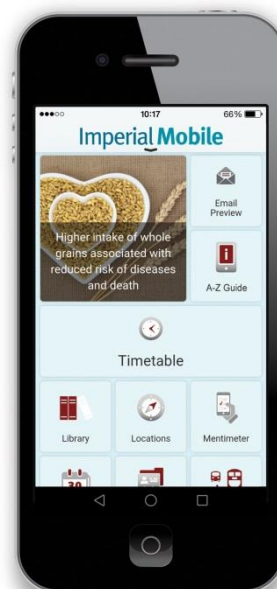 10:17
66%
Imperial Mobile
Higher intake of whole
grains associated with
reduced risk of diseases
and death
Email
Preview
i
A-Z Guide
Timetable
Library
Locations
Mentimeter
30